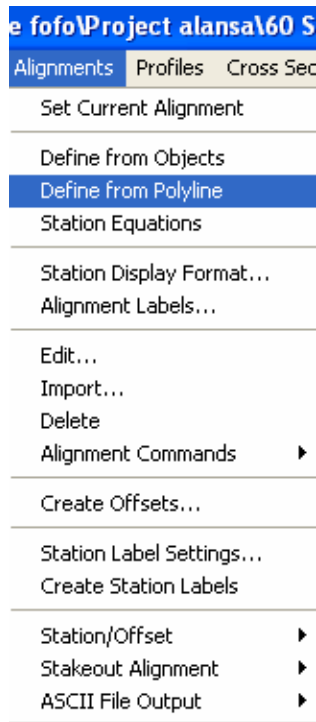 e fofo\Project alansa\60 S
Alignments Profiles Cross Sec
Set Current Alignment
Define from Objects
Define from Polyline
Station Equations
Station Display Format...
Alignment Labels...
Edit...
Import...
Delete
Alignment Commands
Create Offsets...
Station Label Settings...
Create Station Labels
Station/Offset
Stakeout Alignment
ASCII File Output